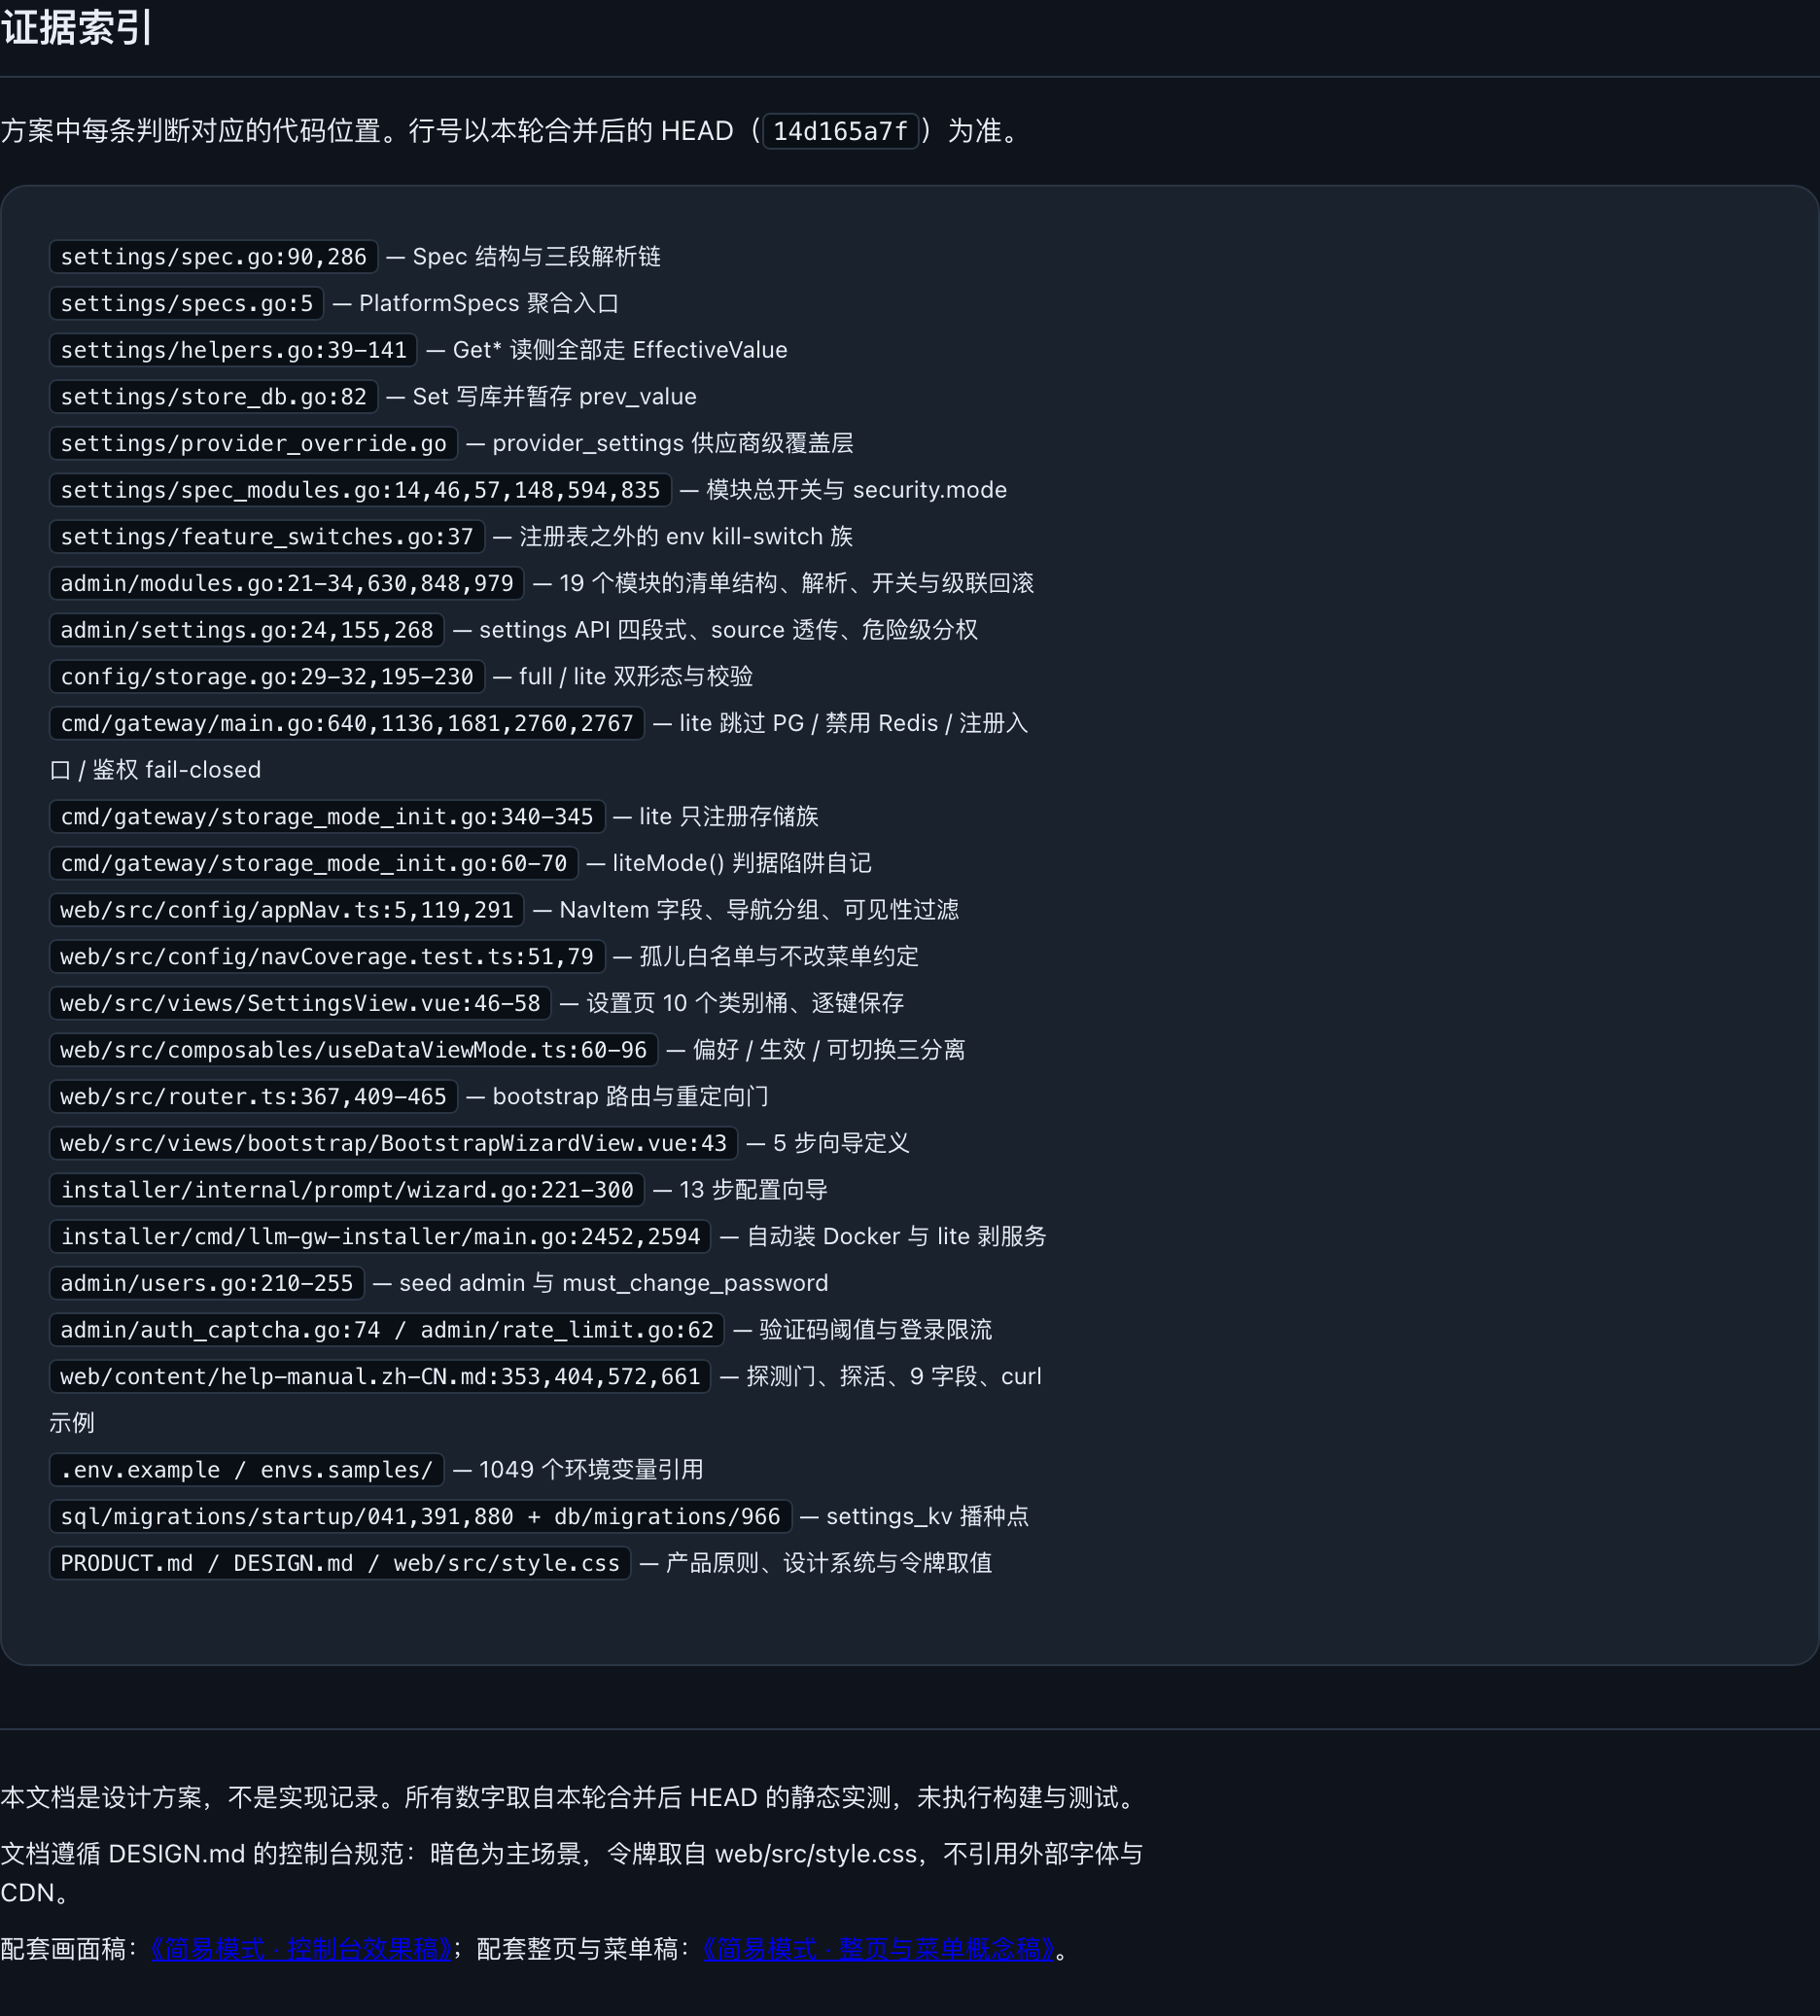 证据索引
方案中每条判断对应的代码位置。行号以本轮合并后的 HEAD（14d165a7f）为准。
settings/spec.go:90,286 — Spec 结构与三段解析链
settings/specs.go:5 — PlatformSpecs 聚合入口
settings/helpers.go:39–141 — Get* 读侧全部走 EffectiveValue
settings/store_db.go:82 — Set 写库并暂存 prev_value
settings/provider_override.go — provider_settings 供应商级覆盖层
settings/spec_modules.go:14,46,57,148,594,835 — 模块总开关与 security.mode
settings/feature_switches.go:37 — 注册表之外的 env kill-switch 族
admin/modules.go:21–34,630,848,979 — 19 个模块的清单结构、解析、开关与级联回滚
admin/settings.go:24,155,268 — settings API 四段式、source 透传、危险级分权
config/storage.go:29–32,195–230 — full / lite 双形态与校验
cmd/gateway/main.go:640,1136,1681,2760,2767 — lite 跳过 PG / 禁用 Redis / 注册入
口 / 鉴权 fail-closed
cmd/gateway/storage_mode_init.go:340–345 — lite 只注册存储族
cmd/gateway/storage_mode_init.go:60–70 — liteMode() 判据陷阱自记
web/src/config/appNav.ts:5,119,291 — NavItem 字段、导航分组、可见性过滤
web/src/config/navCoverage.test.ts:51,79 — 孤儿白名单与不改菜单约定
web/src/views/SettingsView.vue:46–58 — 设置页 10 个类别桶、逐键保存
web/src/composables/useDataViewMode.ts:60–96 — 偏好 / 生效 / 可切换三分离
web/src/router.ts:367,409–465 — bootstrap 路由与重定向门
web/src/views/bootstrap/BootstrapWizardView.vue:43 — 5 步向导定义
installer/internal/prompt/wizard.go:221–300 — 13 步配置向导
installer/cmd/llm-gw-installer/main.go:2452,2594 — 自动装 Docker 与 lite 剥服务
admin/users.go:210–255 — seed admin 与 must_change_password
admin/auth_captcha.go:74 / admin/rate_limit.go:62 — 验证码阈值与登录限流
web/content/help-manual.zh-CN.md:353,404,572,661 — 探测门、探活、9 字段、curl
示例
.env.example / envs.samples/ — 1049 个环境变量引用
sql/migrations/startup/041,391,880 + db/migrations/966 — settings_kv 播种点
PRODUCT.md / DESIGN.md / web/src/style.css — 产品原则、设计系统与令牌取值
本文档是设计方案，不是实现记录。所有数字取自本轮合并后 HEAD 的静态实测，未执行构建与测试。
文档遵循 DESIGN.md 的控制台规范：暗色为主场景，令牌取自 web/src/style.css，不引用外部字体与
CDN。
配套画面稿：《简易模式 · 控制台效果稿》；配套整页与菜单稿：《简易模式 · 整页与菜单概念稿》。